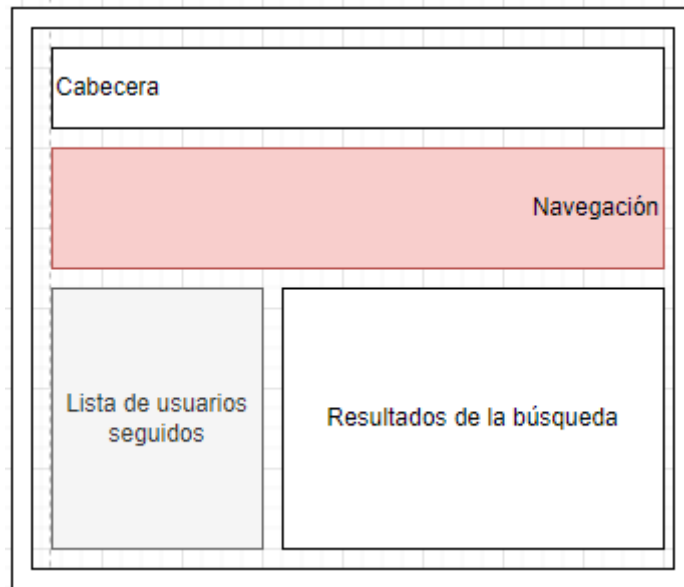 Cabecera
Navegación
Lista de usuarios
seguidos
Resultados de la búsqueda